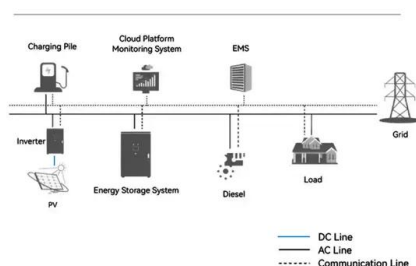 Charging Pile
Cloud Platform
Monitoring System
EMS
Grid
Inverter
PV
Energy Storage System
Diesel
Load
DC Line
AC Line
Communication Line